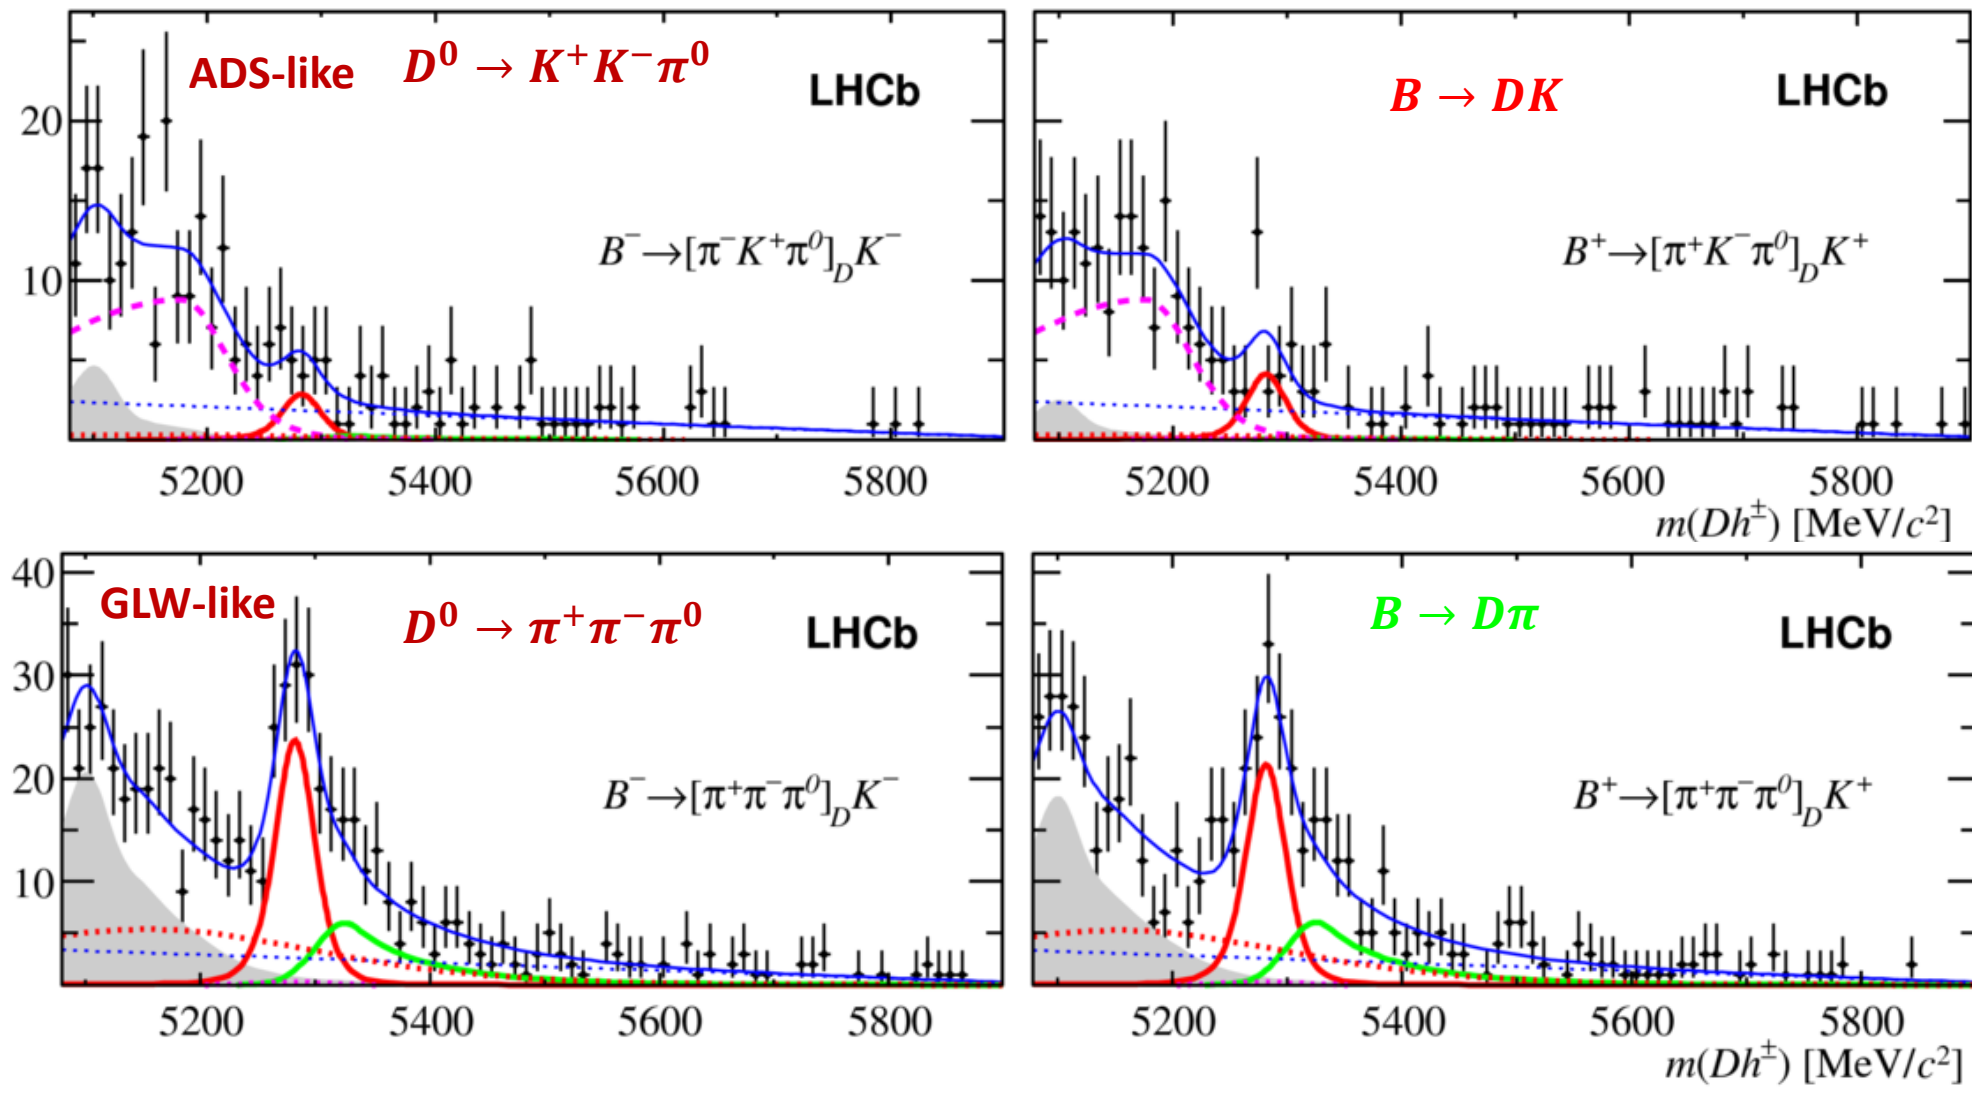 ADS-like D⁰ → K⁺K⁻π⁰ LHCb
B → DK LHCb
20
10
B⁻→[π⁻K⁺π⁰]_D K⁻
B⁺→[π⁺K⁻π⁰]_D K⁺
5200 5400 5600 5800
5200 5400 5600 5800
m(Dh±) [MeV/c²]
40
30
20
10
GLW-like D⁰ → π⁺π⁻π⁰ LHCb
B → Dπ LHCb
B⁻→[π⁺π⁻π⁰]_D K⁻
B⁺→[π⁺π⁻π⁰]_D K⁺
5200 5400 5600 5800
5200 5400 5600 5800
m(Dh±) [MeV/c²]